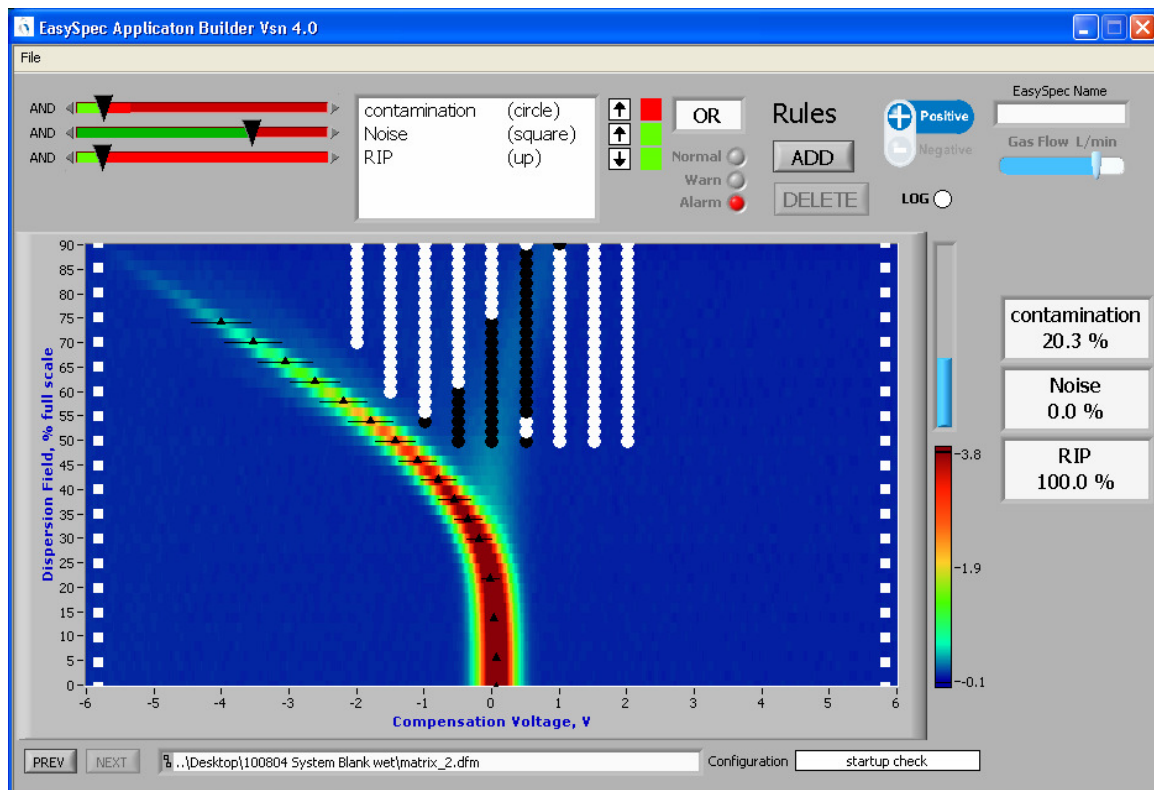 EasySpec Applicaton Builder Vsn 4.0
File
AND
AND
AND
contamination (circle)
Noise (square)
RIP (up)
OR
Normal
Warn
Alarm
Rules
ADD
DELETE
Positive
Negative
LOG
EasySpec Name
Gas Flow L/min
Dispersion Field, % full scale
90
85
80
75
70
65
60
55
50
45
40
35
30
25
20
15
10
5
0
-6 -5 -4 -3 -2 -1 0 1 2 3 4 5 6
Compensation Voltage, V
3.8
1.9
-0.1
contamination
20.3 %
Noise
0.0 %
RIP
100.0 %
PREV
NEXT
..\Desktop\100804 System Blank wet\matrix_2.dfm
Configuration
startup check